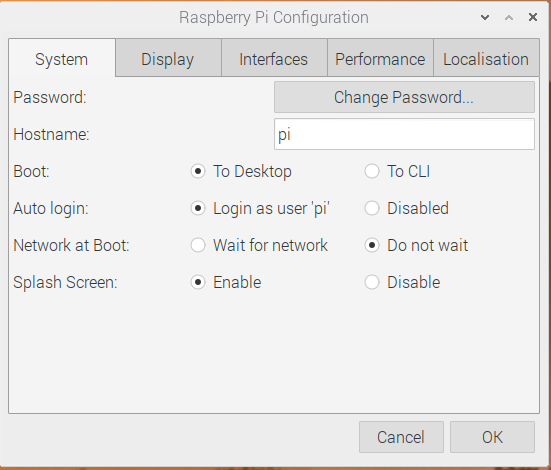 Raspberry Pi Configuration
System Display Interfaces Performance Localisation
Password: Change Password...
Hostname: pi
Boot: To Desktop To CLI
Auto login: Login as user 'pi' Disabled
Network at Boot: Wait for network Do not wait
Splash Screen: Enable Disable
Cancel OK